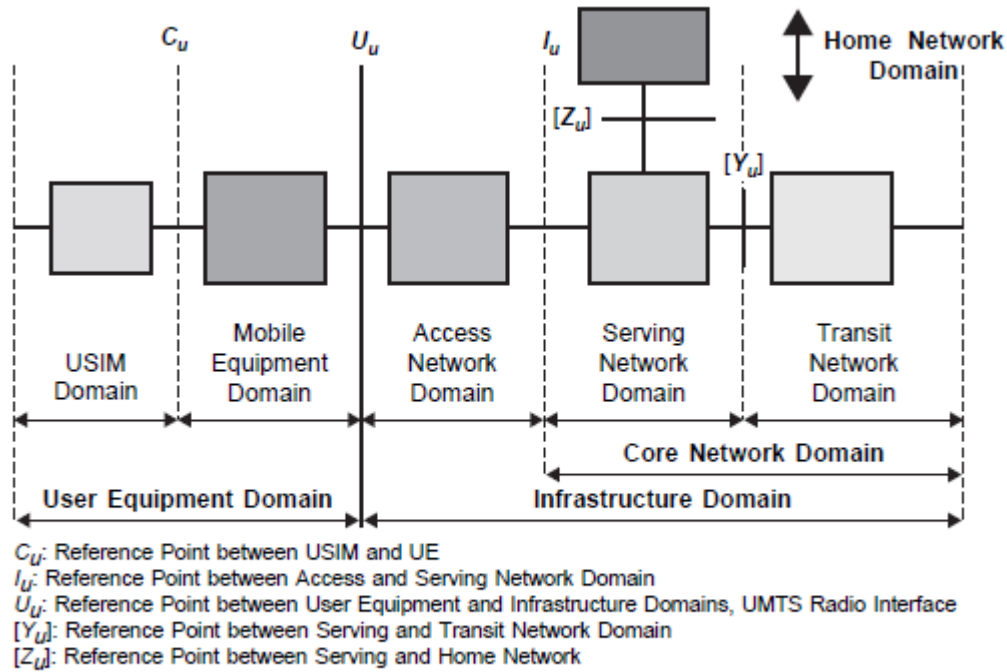 Cu
Uu
Iu
Home Network
Domain
[Zu]
[Yu]
USIM
Domain
Mobile
Equipment
Domain
Access
Network
Domain
Serving
Network
Domain
Transit
Network
Domain
Core Network Domain
User Equipment Domain
Infrastructure Domain
Cu: Reference Point between USIM and UE
Iu: Reference Point between Access and Serving Network Domain
Uu: Reference Point between User Equipment and Infrastructure Domains, UMTS Radio Interface
[Yu]: Reference Point between Serving and Transit Network Domain
[Zu]: Reference Point between Serving and Home Network